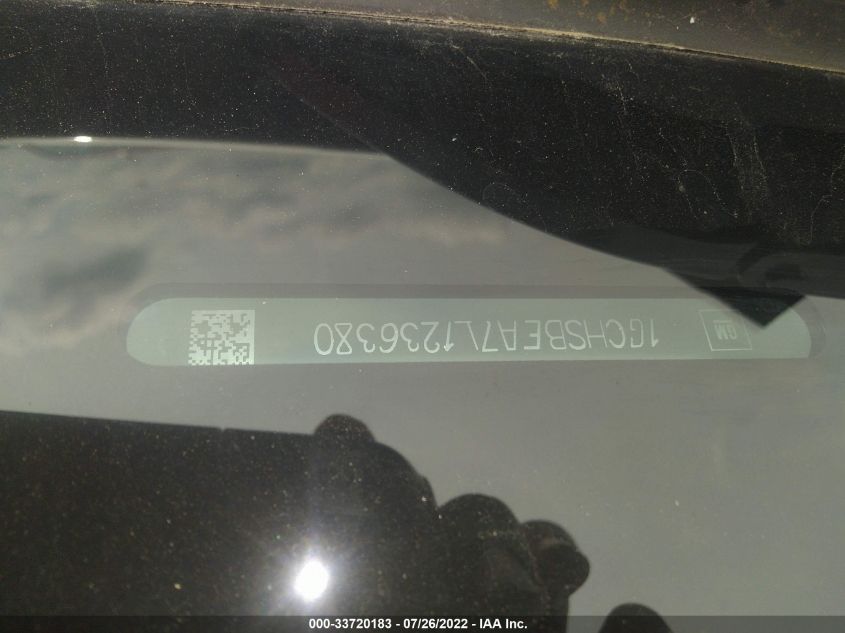 GM 1GCHSBEA7L1236380
000-33720183 - 07/26/2022 - IAA Inc.